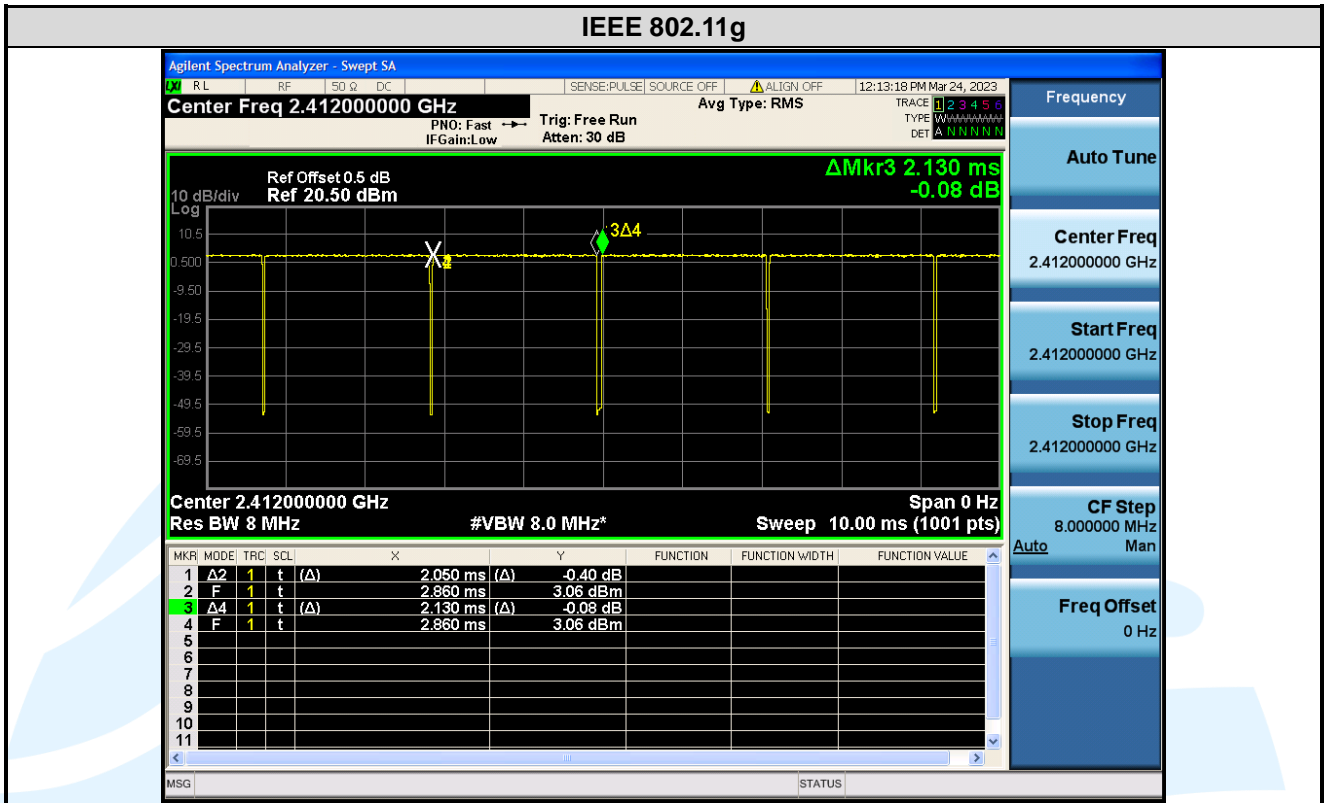 IEEE 802.11g
Agilent Spectrum Analyzer - Swept SA
LXI RL RF 50 Ω DC SENSE:PULSE SOURCE OFF ALIGN OFF 12:13:18 PM Mar 24, 2023
Center Freq 2.412000000 GHz Avg Type: RMS TRACE 1 2 3 4 5 6
PNO: Fast Trig: Free Run TYPE
IFGain:Low Atten: 30 dB DET A N N N N N
Ref Offset 0.5 dB ΔMkr3 2.130 ms
10 dB/div Ref 20.50 dBm -0.08 dB
Log
10.5
0.500
-9.50
-19.5
-29.5
-39.5
-49.5
-59.5
-69.5
3Δ4
Center 2.412000000 GHz Span 0 Hz
Res BW 8 MHz #VBW 8.0 MHz* Sweep 10.00 ms (1001 pts)
MKR MODE TRC SCL X Y FUNCTION FUNCTION WIDTH FUNCTION VALUE
1 Δ2 1 t (Δ) 2.050 ms (Δ) -0.40 dB
2 F 1 t 2.860 ms 3.06 dBm
3 Δ4 1 t (Δ) 2.130 ms (Δ) -0.08 dB
4 F 1 t 2.860 ms 3.06 dBm
5
6
7
8
9
10
11
MSG STATUS
Frequency
Auto Tune
Center Freq
2.412000000 GHz
Start Freq
2.412000000 GHz
Stop Freq
2.412000000 GHz
CF Step
8.000000 MHz
Auto Man
Freq Offset
0 Hz